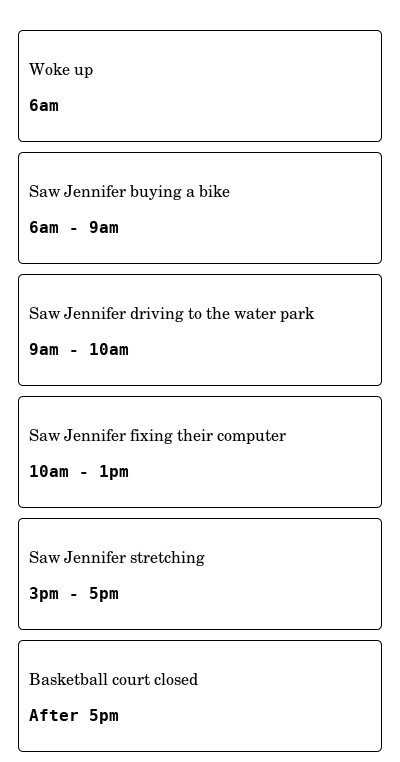 Woke up
6am
Saw Jennifer buying a bike
6am - 9am
Saw Jennifer driving to the water park
9am - 10am
Saw Jennifer fixing their computer
10am - 1pm
Saw Jennifer stretching
3pm - 5pm
Basketball court closed
After 5pm